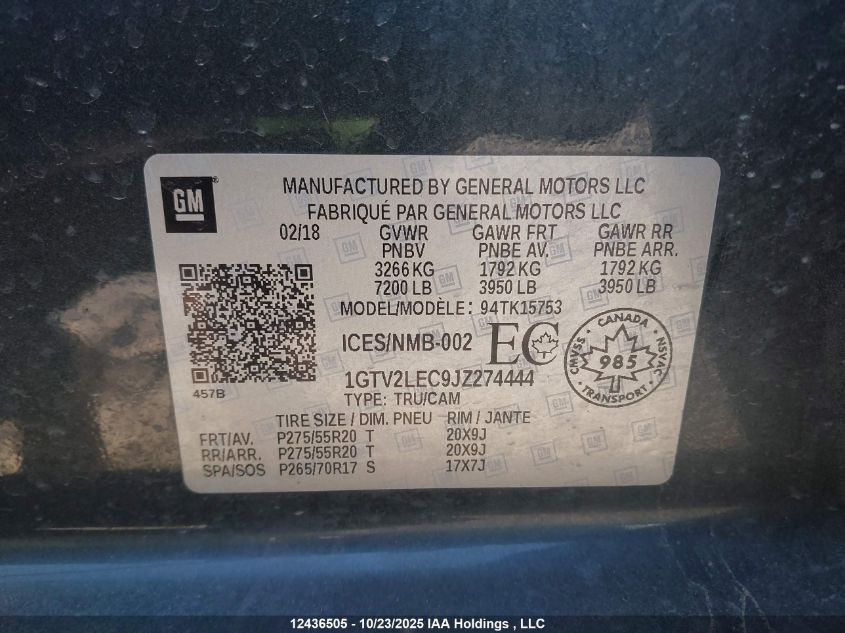 GM
MANUFACTURED BY GENERAL MOTORS LLC
FABRIQUÉ PAR GENERAL MOTORS LLC
02/18 GVWR GAWR FRT GAWR RR
PNBV PNBE AV. PNBE ARR.
3266 KG 1792 KG 1792 KG
7200 LB 3950 LB 3950 LB
MODEL/MODÈLE: 94TK15753
ICES/NMB-002 EC
CANADA
CMVSS 985 NSVAC
TRANSPORT
1GTV2LEC9JZ274444
457B
TYPE: TRU/CAM
TIRE SIZE / DIM. PNEU RIM / JANTE
FRT/AV. P275/55R20 T 20X9J
RR/ARR. P275/55R20 T 20X9J
SPA/SOS P265/70R17 S 17X7J
12436505 - 10/23/2025 IAA Holdings , LLC